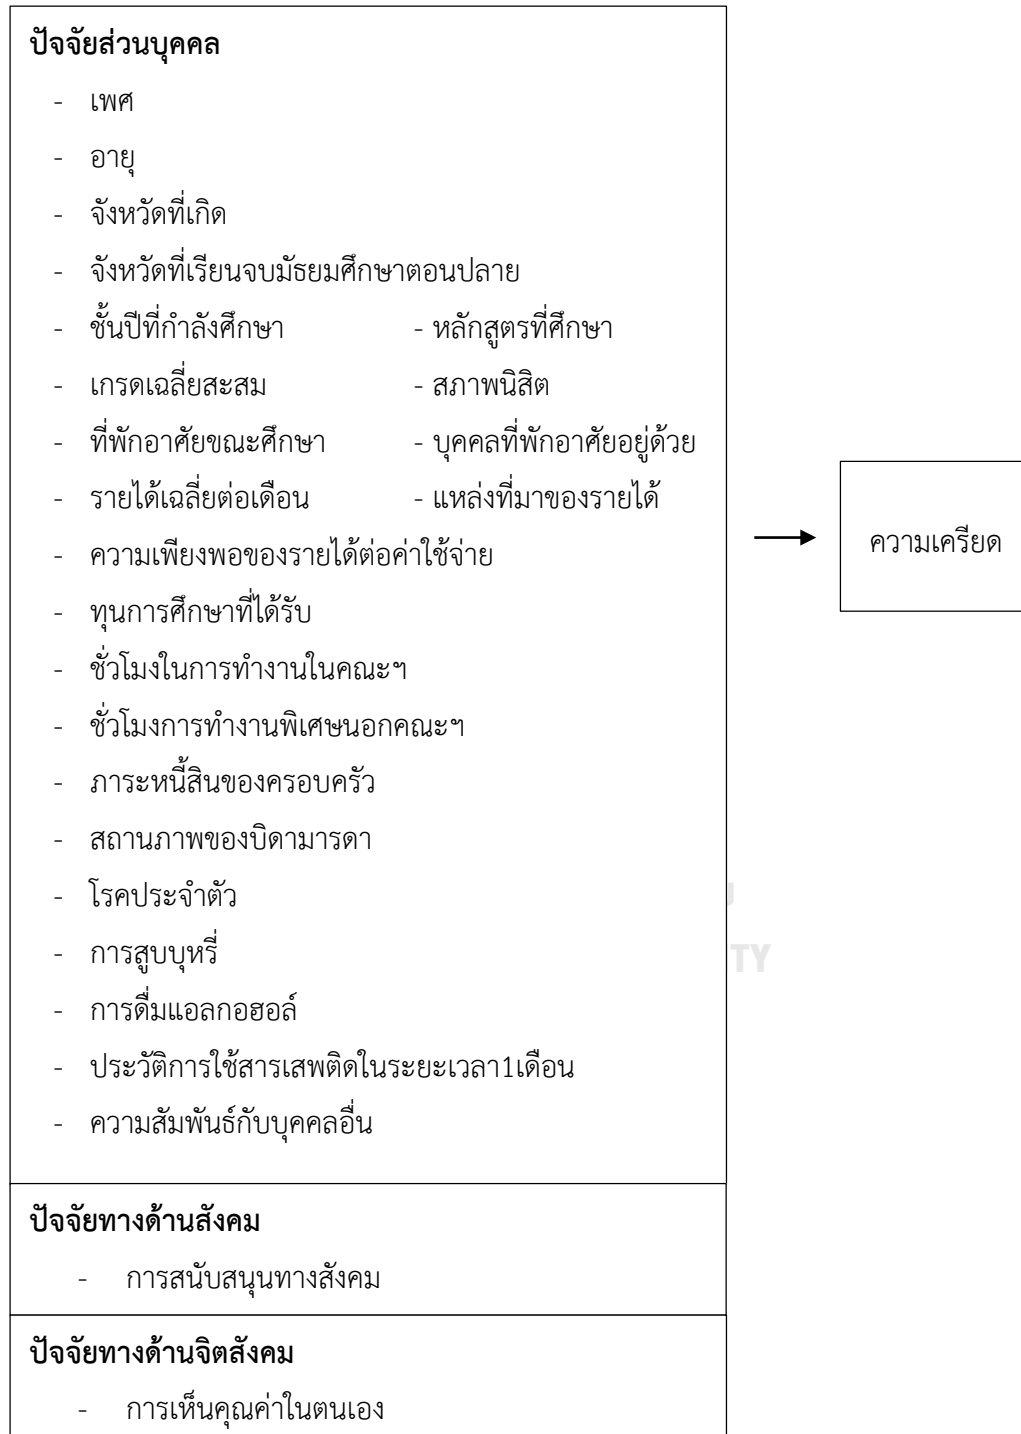 ปัจจัยส่วนบุคคล
- เพศ
- อายุ
- จังหวัดที่เกิด
- จังหวัดที่เรียนจบมัธยมศึกษาตอนปลาย
- ชั้นปีที่กำลังศึกษา - หลักสูตรที่ศึกษา
- เกรดเฉลี่ยสะสม - สภาพนิสิต
- ที่พักอาศัยขณะศึกษา - บุคคลที่พักอาศัยอยู่ด้วย
- รายได้เฉลี่ยต่อเดือน - แหล่งที่มาของรายได้
- ความเพียงพอของรายได้ต่อค่าใช้จ่าย
- ทุนการศึกษาที่ได้รับ
- ชั่วโมงในการทำงานในคณะฯ
- ชั่วโมงการทำงานพิเศษนอกคณะฯ
- ภาระหนี้สินของครอบครัว
- สถานภาพของบิดามารดา
- โรคประจำตัว
- การสูบบุหรี่
- การดื่มแอลกอฮอล์
- ประวัติการใช้สารเสพติดในระยะเวลา1เดือน
- ความสัมพันธ์กับบุคคลอื่น
ปัจจัยทางด้านสังคม
- การสนับสนุนทางสังคม
ปัจจัยทางด้านจิตสังคม
- การเห็นคุณค่าในตนเอง
ความเครียด
TY